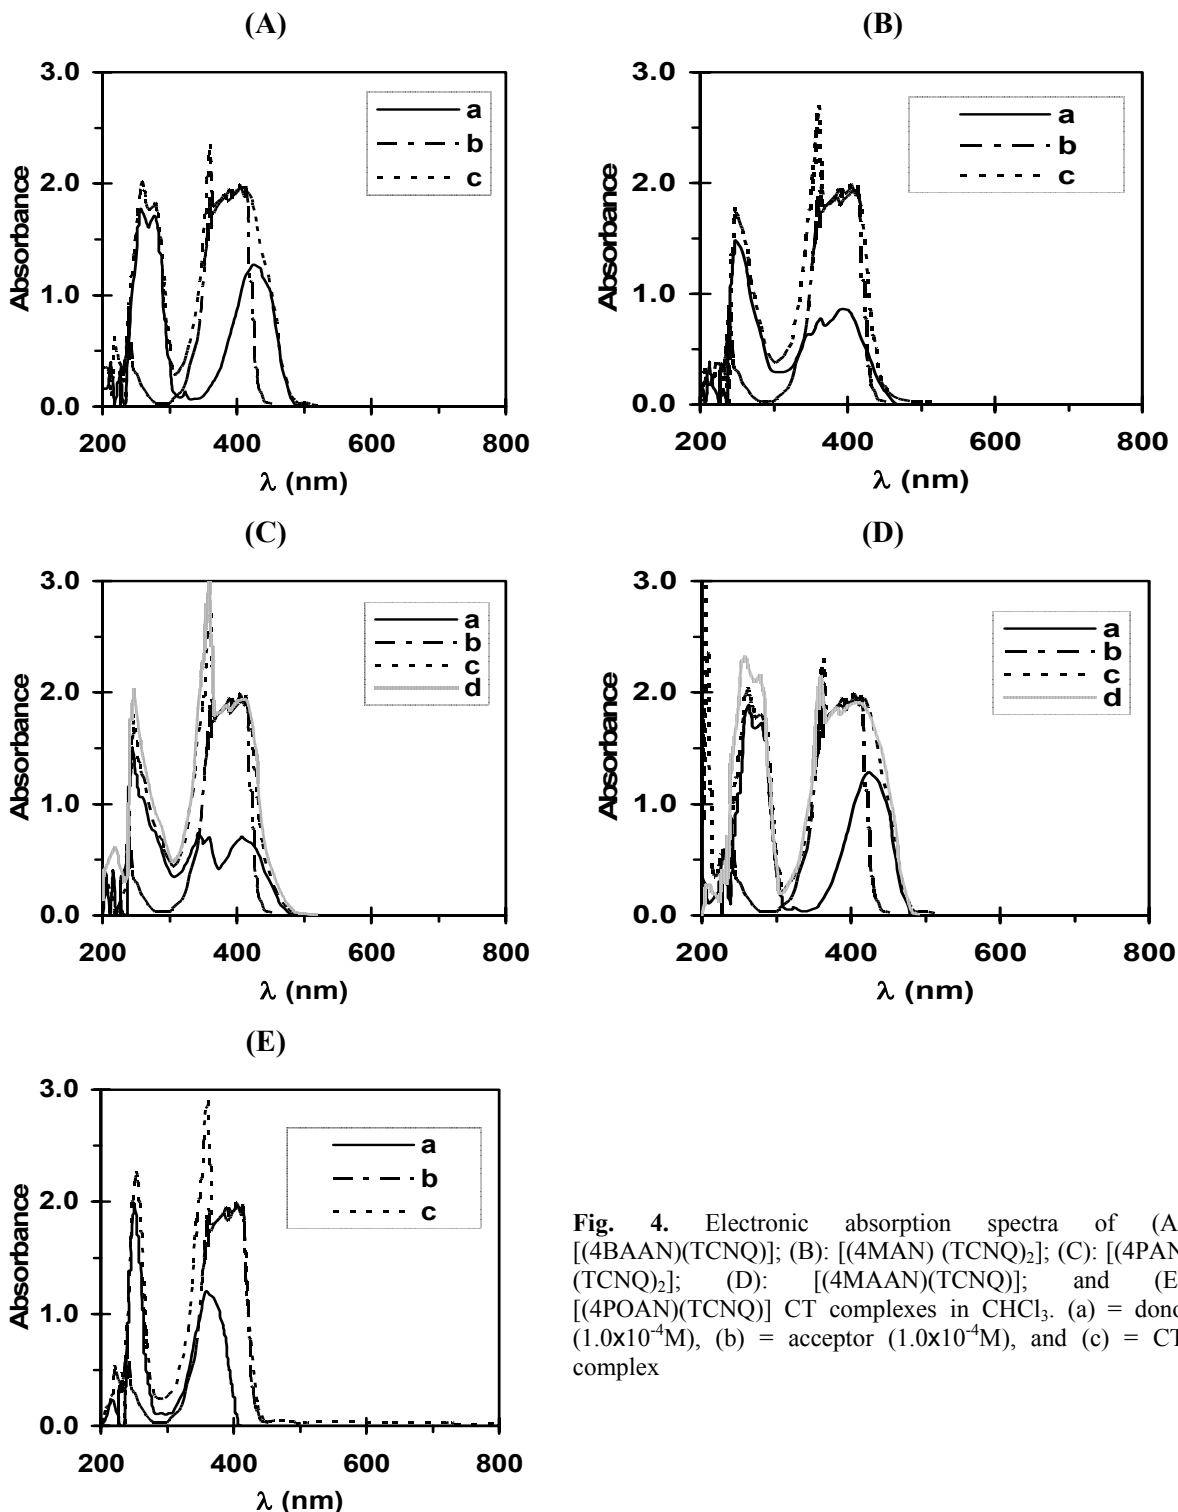 (A)
3.0
2.0
1.0
0.0
200 400 600 800
Absorbance
λ (nm)
a
b
c
(B)
3.0
2.0
1.0
0.0
200 400 600 800
Absorbance
λ (nm)
a
b
c
(C)
3.0
2.0
1.0
0.0
200 400 600 800
Absorbance
λ (nm)
a
b
c
d
(D)
3.0
2.0
1.0
0.0
200 400 600 800
Absorbance
λ (nm)
a
b
c
d
(E)
3.0
2.0
1.0
0.0
200 400 600 800
Absorbance
λ (nm)
a
b
c
Fig. 4. Electronic absorption spectra of (A
[(4BAAN)(TCNQ)]; (B): [(4MAN) (TCNQ)₂]; (C): [(4PAN
(TCNQ)₂]; (D): [(4MAAN)(TCNQ)]; and (E
[(4POAN)(TCNQ)] CT complexes in CHCl₃. (a) = dono
(1.0x10⁻⁴M), (b) = acceptor (1.0x10⁻⁴M), and (c) = CT
complex